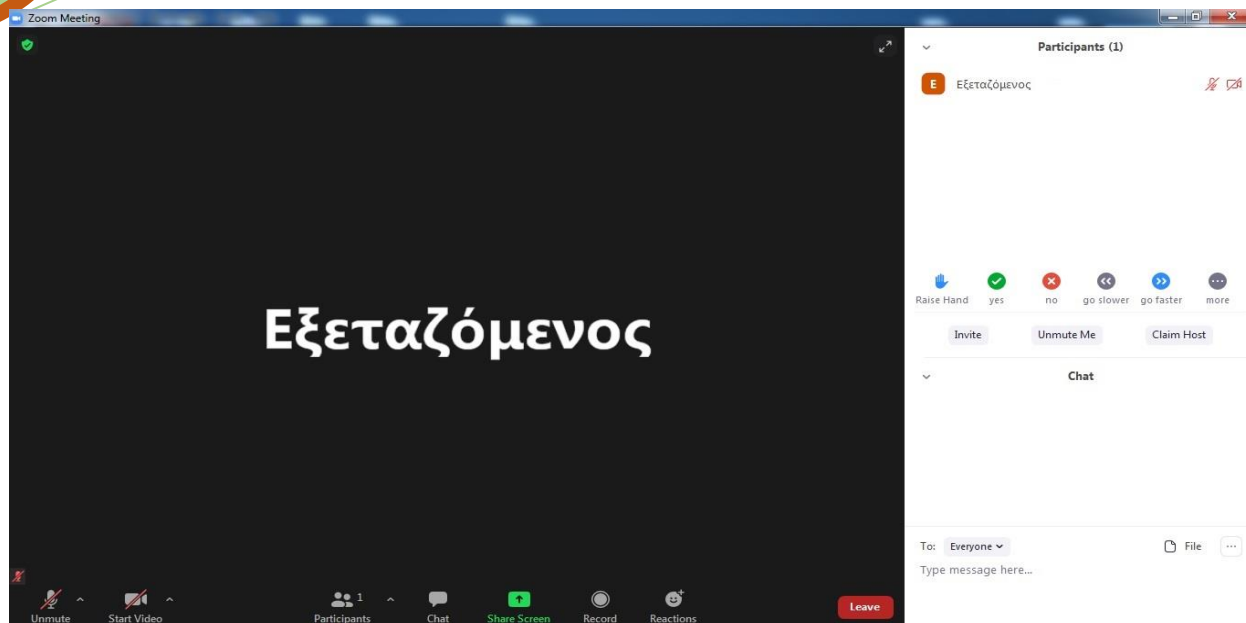 Zoom Meeting
Participants (1)
E Εξεταζόμενος
Raise Hand yes no go slower go faster more
Invite Unmute Me Claim Host
Chat
Εξεταζόμενος
To: Everyone File
Type message here...
Unmute Start Video Participants 1 Chat Share Screen Record Reactions Leave